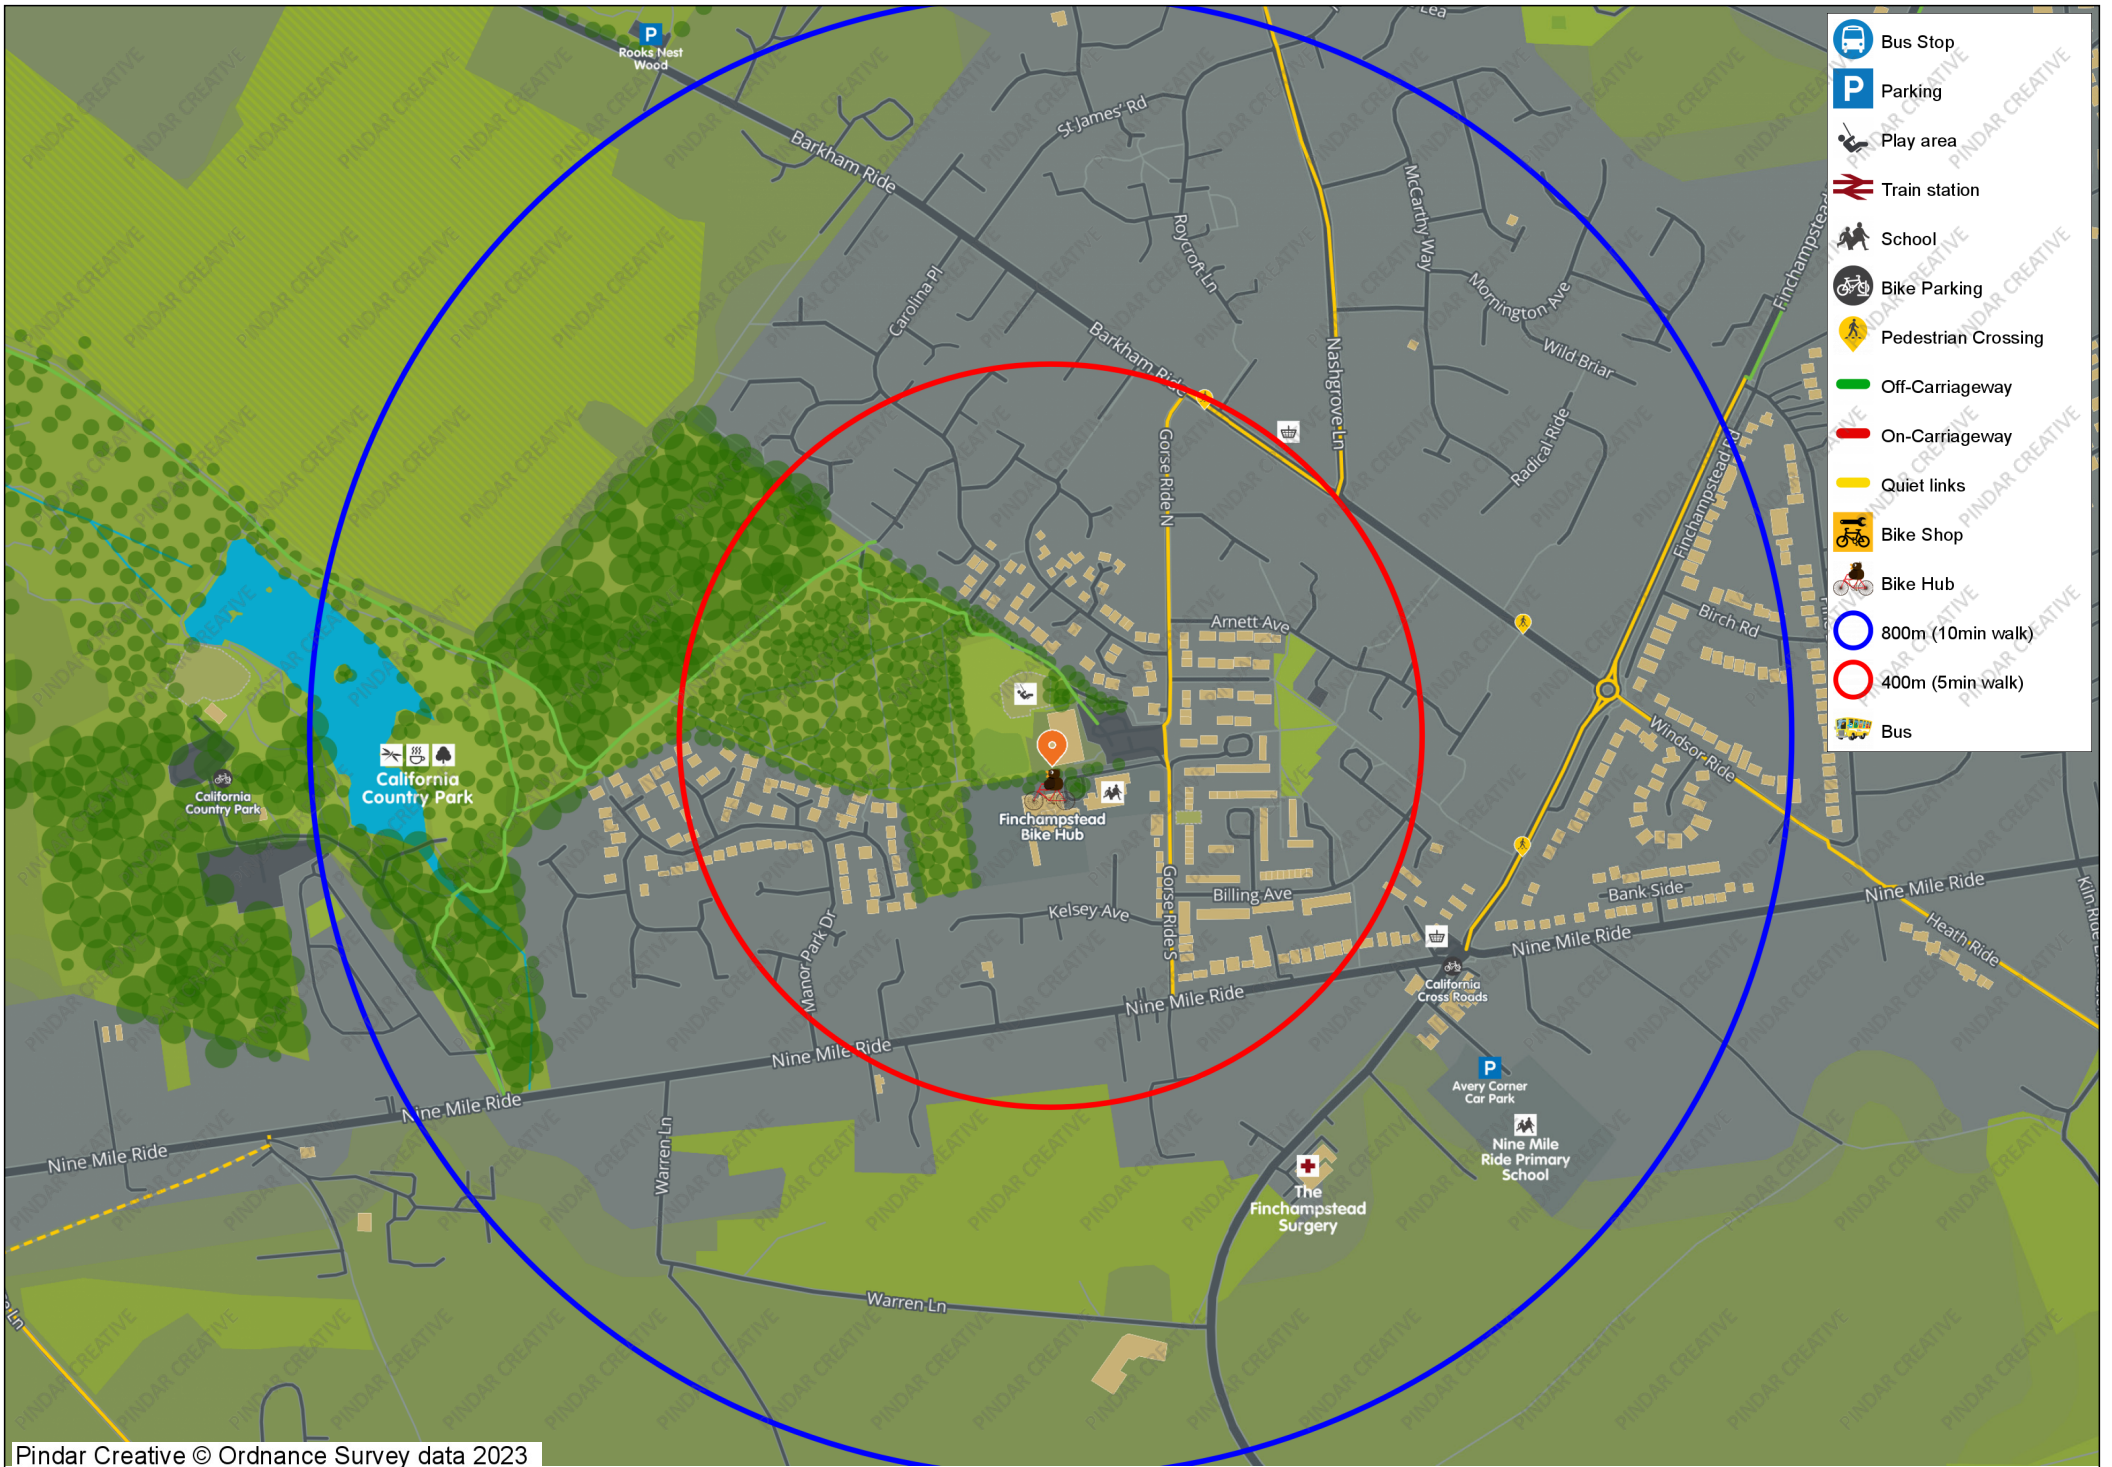 P
Rooks Nest
Wood
Lea
St James' Rd
Barkham Ride
Roycroft Ln
McCarthy Way
Carolina Pl
Mornington Ave
Finchampstead
Barkham Ride
Nashgrove Ln
Wild Briar
Radical Ride
Gorse Ride N
Finchampstead Rd
Arnett Ave
Birch Rd
Windsor Ride
California
Country Park
California
Country Park
Finchampstead
Bike Hub
Billing Ave
Bank Side
Kelsey Ave
Gorse Ride S
Manor Park Dr
Nine Mile Ride
Nine Mile Ride
Heath Ride
California
Cross Roads
Nine Mile Ride
Nine Mile Ride
Nine Mile Ride
Nine Mile Ride
P
Avery Corner
Car Park
Nine Mile
Ride Primary
School
Warren Ln
The
Finchampstead
Surgery
Warren Ln
Ln
Bus Stop
P Parking
Play area
Train station
School
Bike Parking
Pedestrian Crossing
Off-Carriageway
On-Carriageway
Quiet links
Bike Shop
Bike Hub
800m (10min walk)
400m (5min walk)
Bus
PINDAR CREATIVE
Pindar Creative © Ordnance Survey data 2023